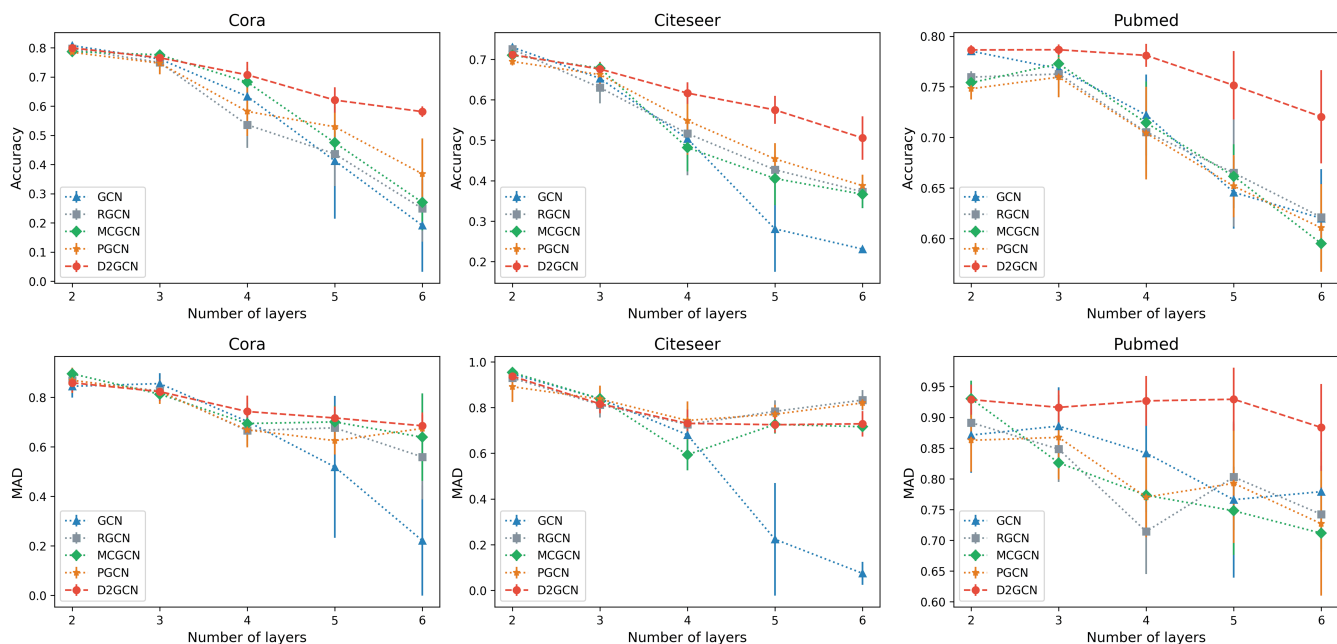 Cora
Accuracy
0.8
0.7
0.6
0.5
0.4
0.3
0.2
0.1
0.0
GCN
RGCN
MCGCN
PGCN
D2GCN
2 3 4 5 6
Number of layers
Citeseer
Accuracy
0.7
0.6
0.5
0.4
0.3
0.2
GCN
RGCN
MCGCN
PGCN
D2GCN
2 3 4 5 6
Number of layers
Pubmed
Accuracy
0.80
0.75
0.70
0.65
0.60
GCN
RGCN
MCGCN
PGCN
D2GCN
2 3 4 5 6
Number of layers
Cora
MAD
0.8
0.6
0.4
0.2
0.0
GCN
RGCN
MCGCN
PGCN
D2GCN
2 3 4 5 6
Number of layers
Citeseer
MAD
1.0
0.8
0.6
0.4
0.2
0.0
GCN
RGCN
MCGCN
PGCN
D2GCN
2 3 4 5 6
Number of layers
Pubmed
MAD
0.95
0.90
0.85
0.80
0.75
0.70
0.65
0.60
GCN
RGCN
MCGCN
PGCN
D2GCN
2 3 4 5 6
Number of layers